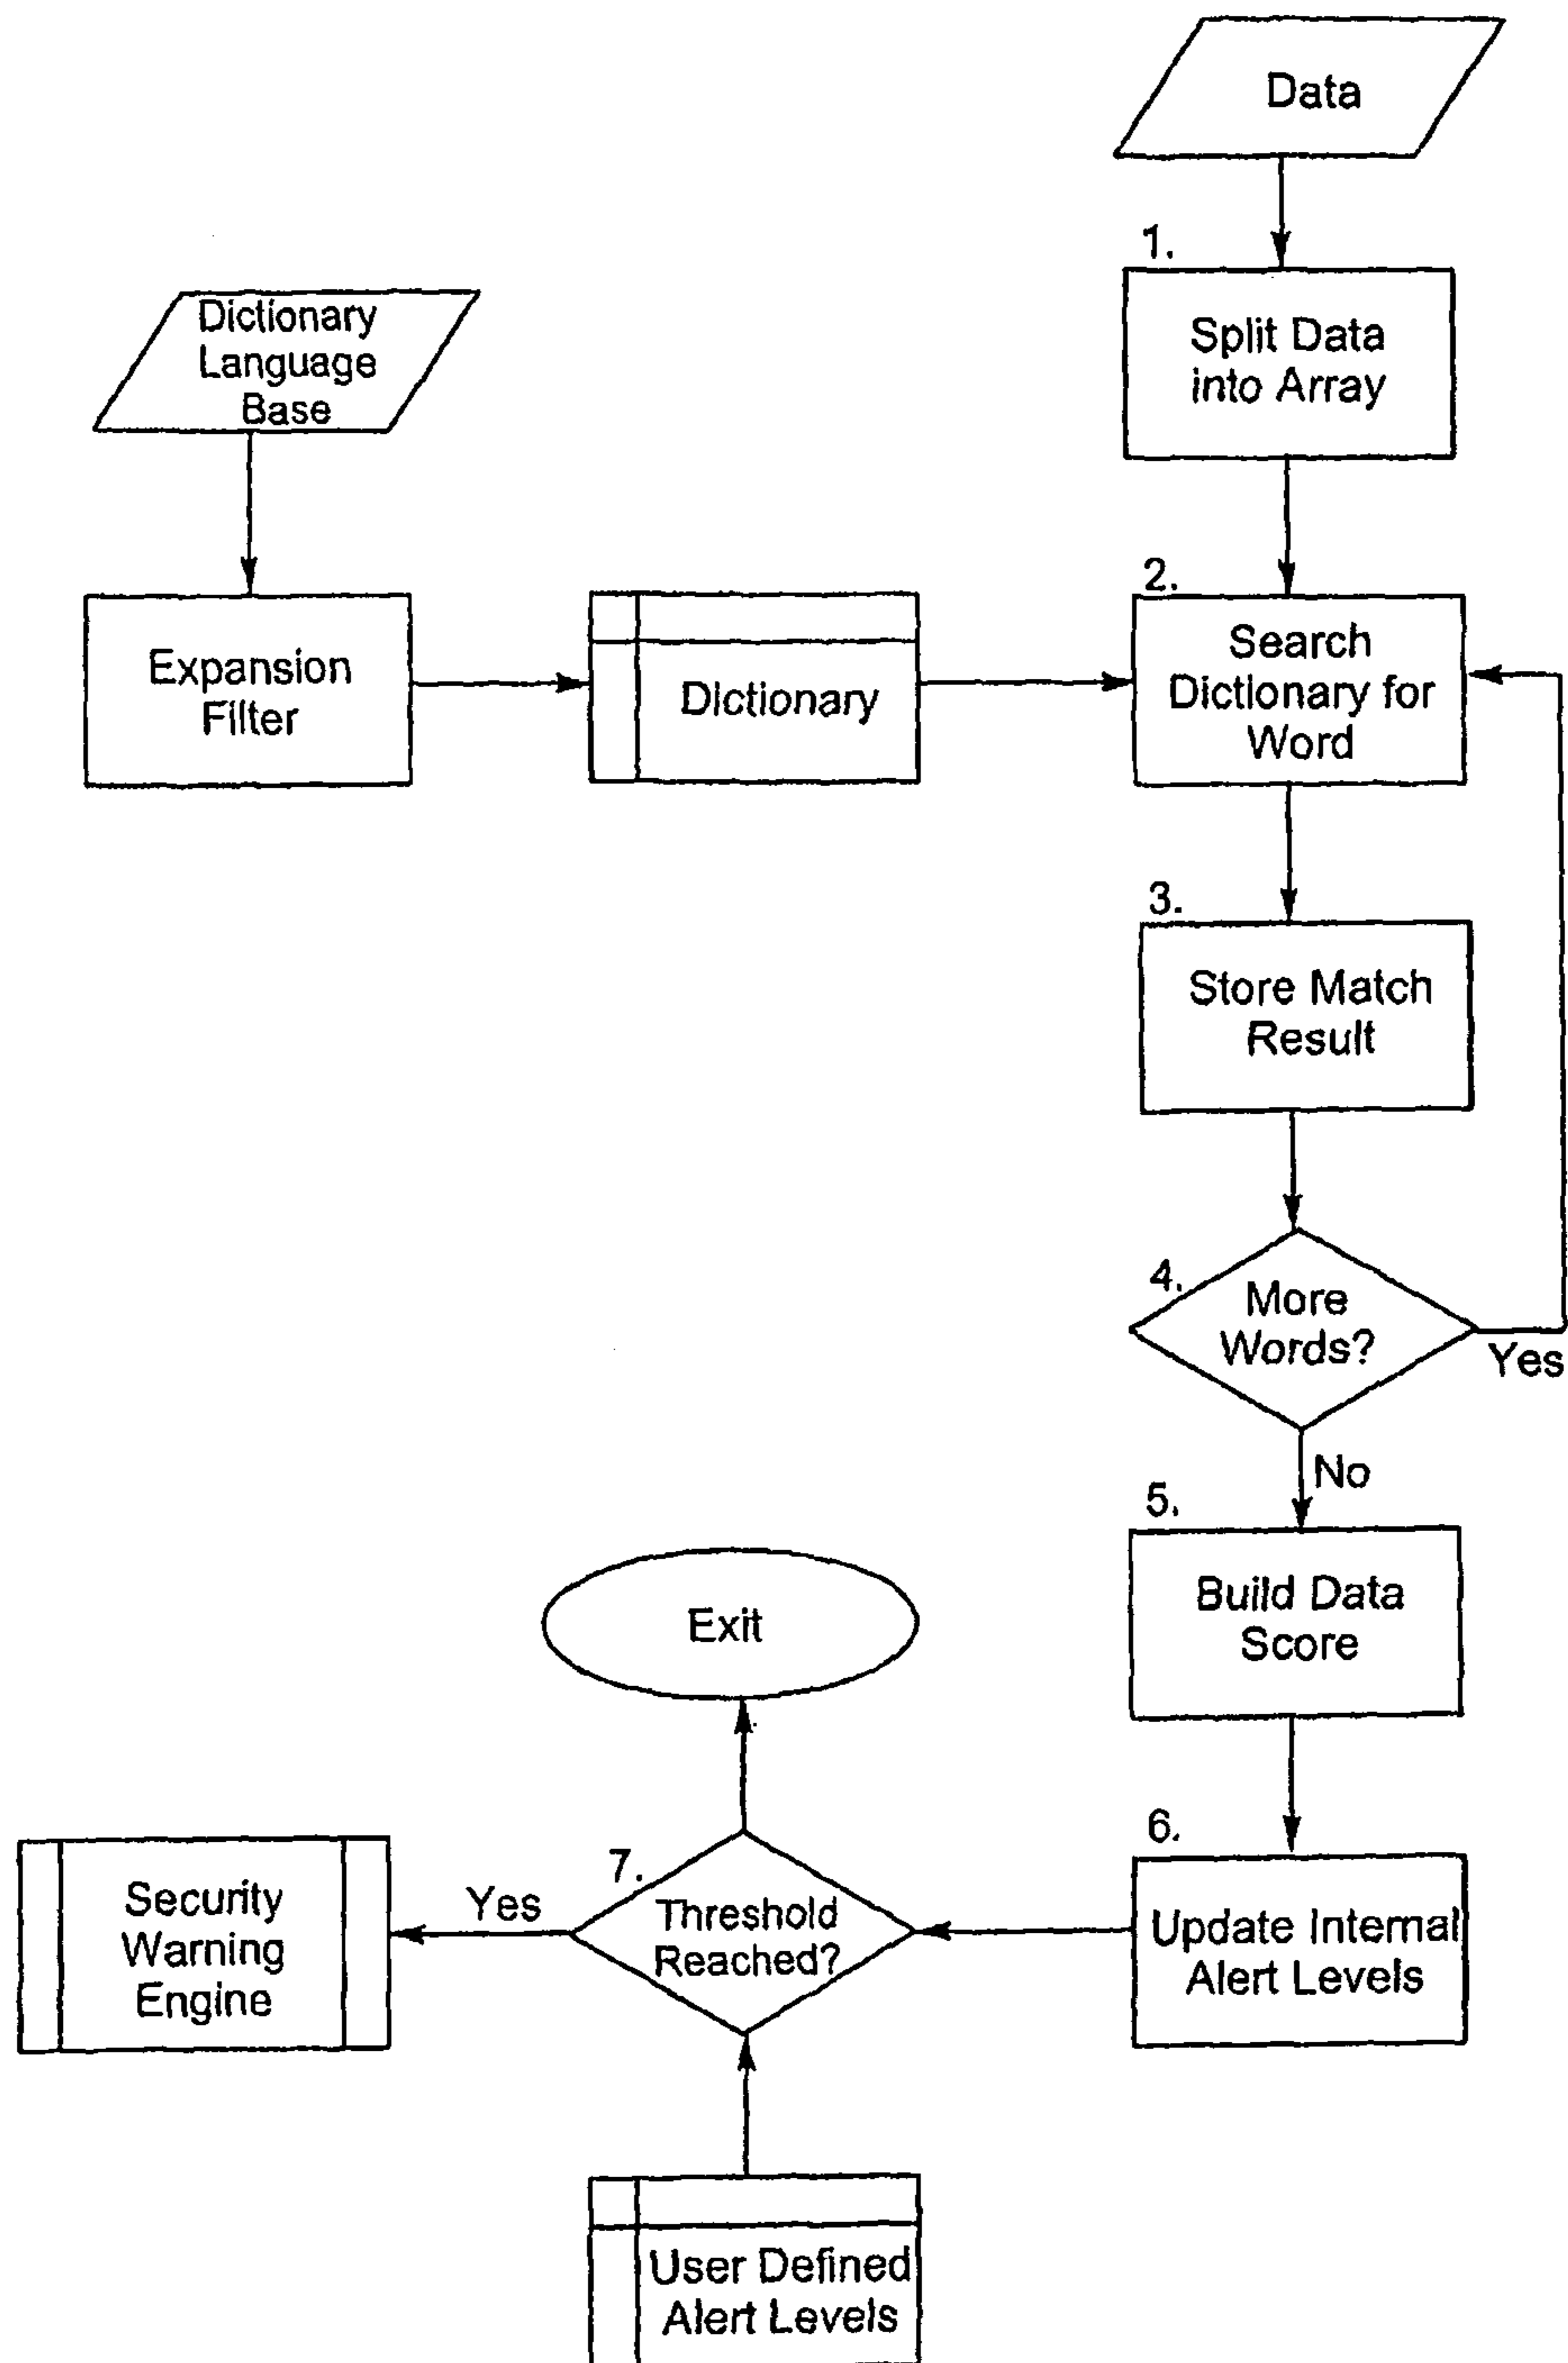 Data
1.
Split Data
into Array
Dictionary
Language
Base
Expansion
Filter
Dictionary
2.
Search
Dictionary for
Word
3.
Store Match
Result
4.
More
Words?
Yes
No
5.
Build Data
Score
Exit
6.
Update Internal
Alert Levels
7.
Threshold
Reached?
Yes
Security
Warning
Engine
User Defined
Alert Levels